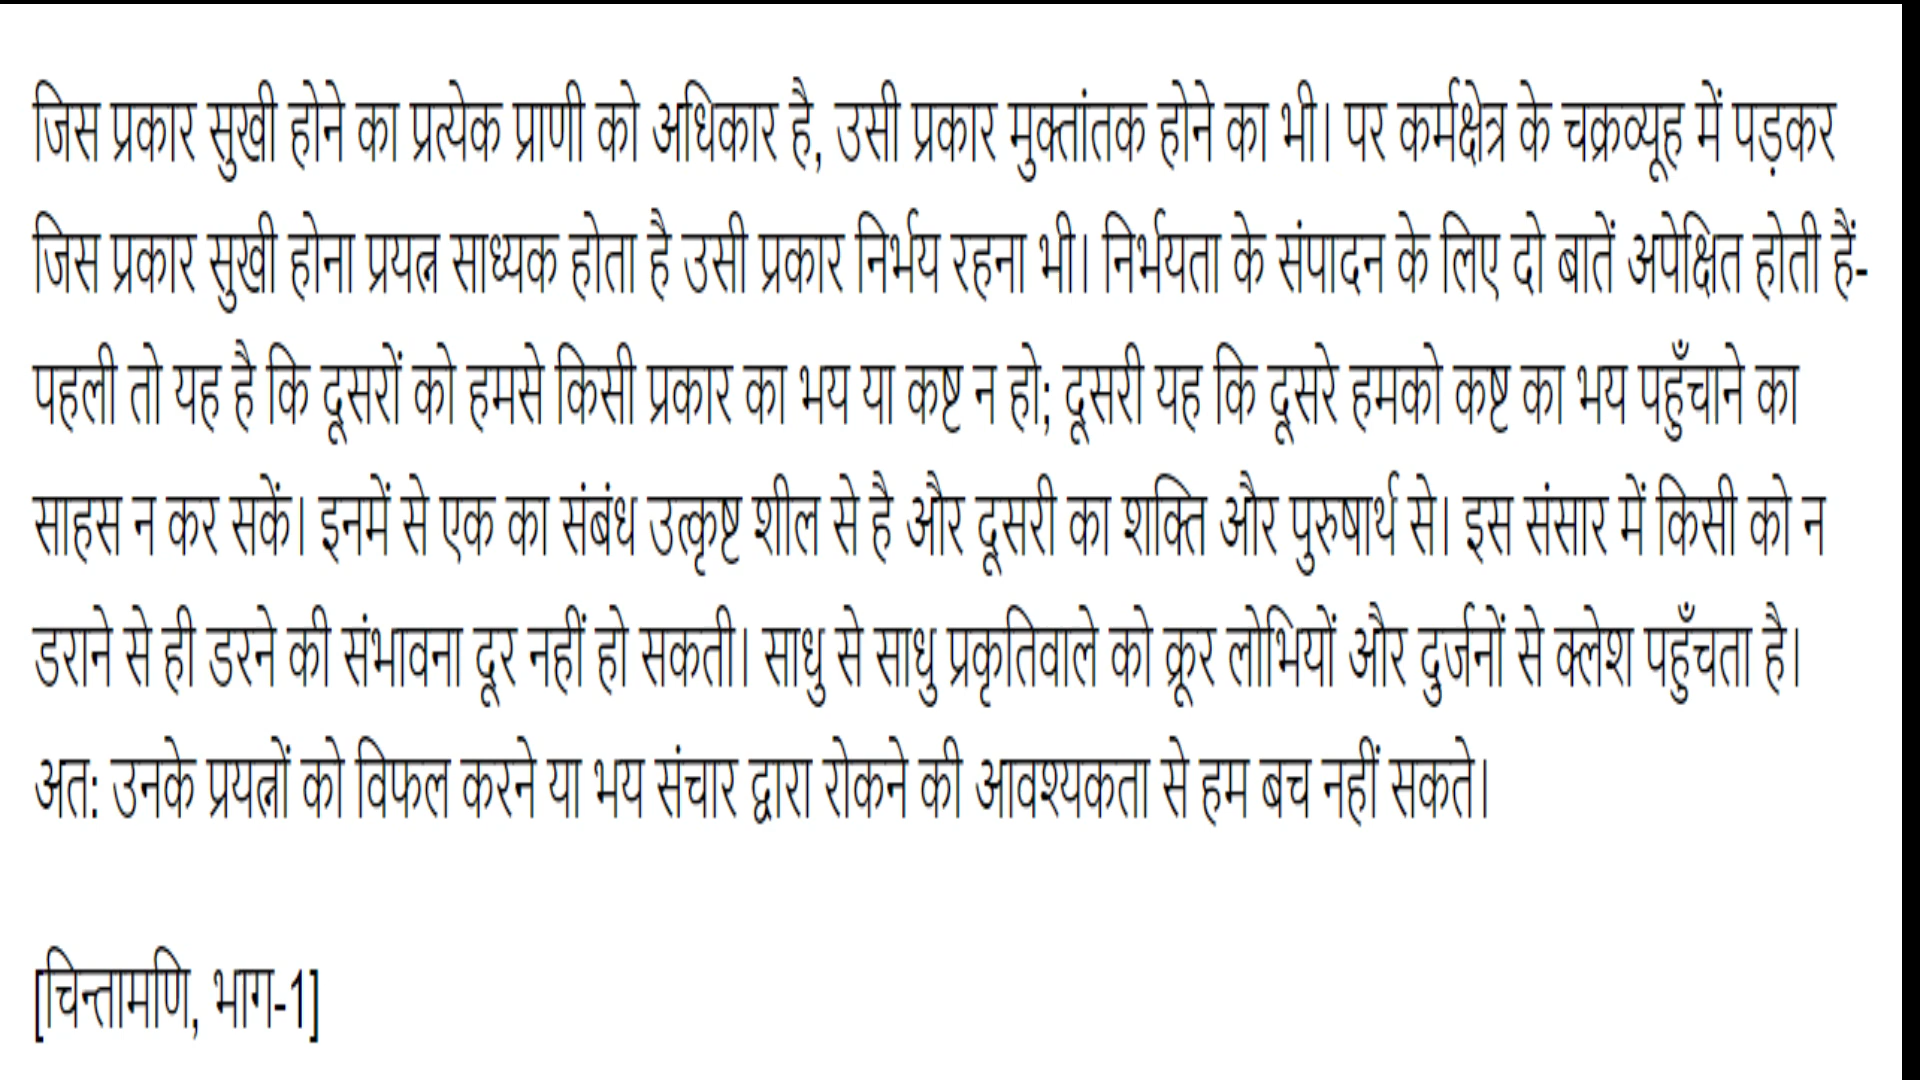 जिस प्रकार सुखी होने का प्रत्येक प्राणी को अधिकार है, उसी प्रकार मुक्तांतक होने का भी। पर कर्मक्षेत्र के चक्रव्यूह में पड़कर
जिस प्रकार सुखी होना प्रयत्न साध्यक होता है उसी प्रकार निर्भय रहना भी। निर्भयता के संपादन के लिए दो बातें अपेक्षित होती हैं-
पहली तो यह है कि दूसरों को हमसे किसी प्रकार का भय या कष्ट न हो; दूसरी यह कि दूसरे हमको कष्ट का भय पहुँचाने का
साहस न कर सकें। इनमें से एक का संबंध उत्कृष्ट शील से है और दूसरी का शक्ति और पुरुषार्थ से। इस संसार में किसी को न
डराने से ही डरने की संभावना दूर नहीं हो सकती। साधु से साधु प्रकृतिवाले को क्रूर लोभियों और दुर्जनों से क्लेश पहुँचता है।
अत: उनके प्रयत्नों को विफल करने या भय संचार द्वारा रोकने की आवश्यकता से हम बच नहीं सकते।
[चिन्तामणि, भाग-1]